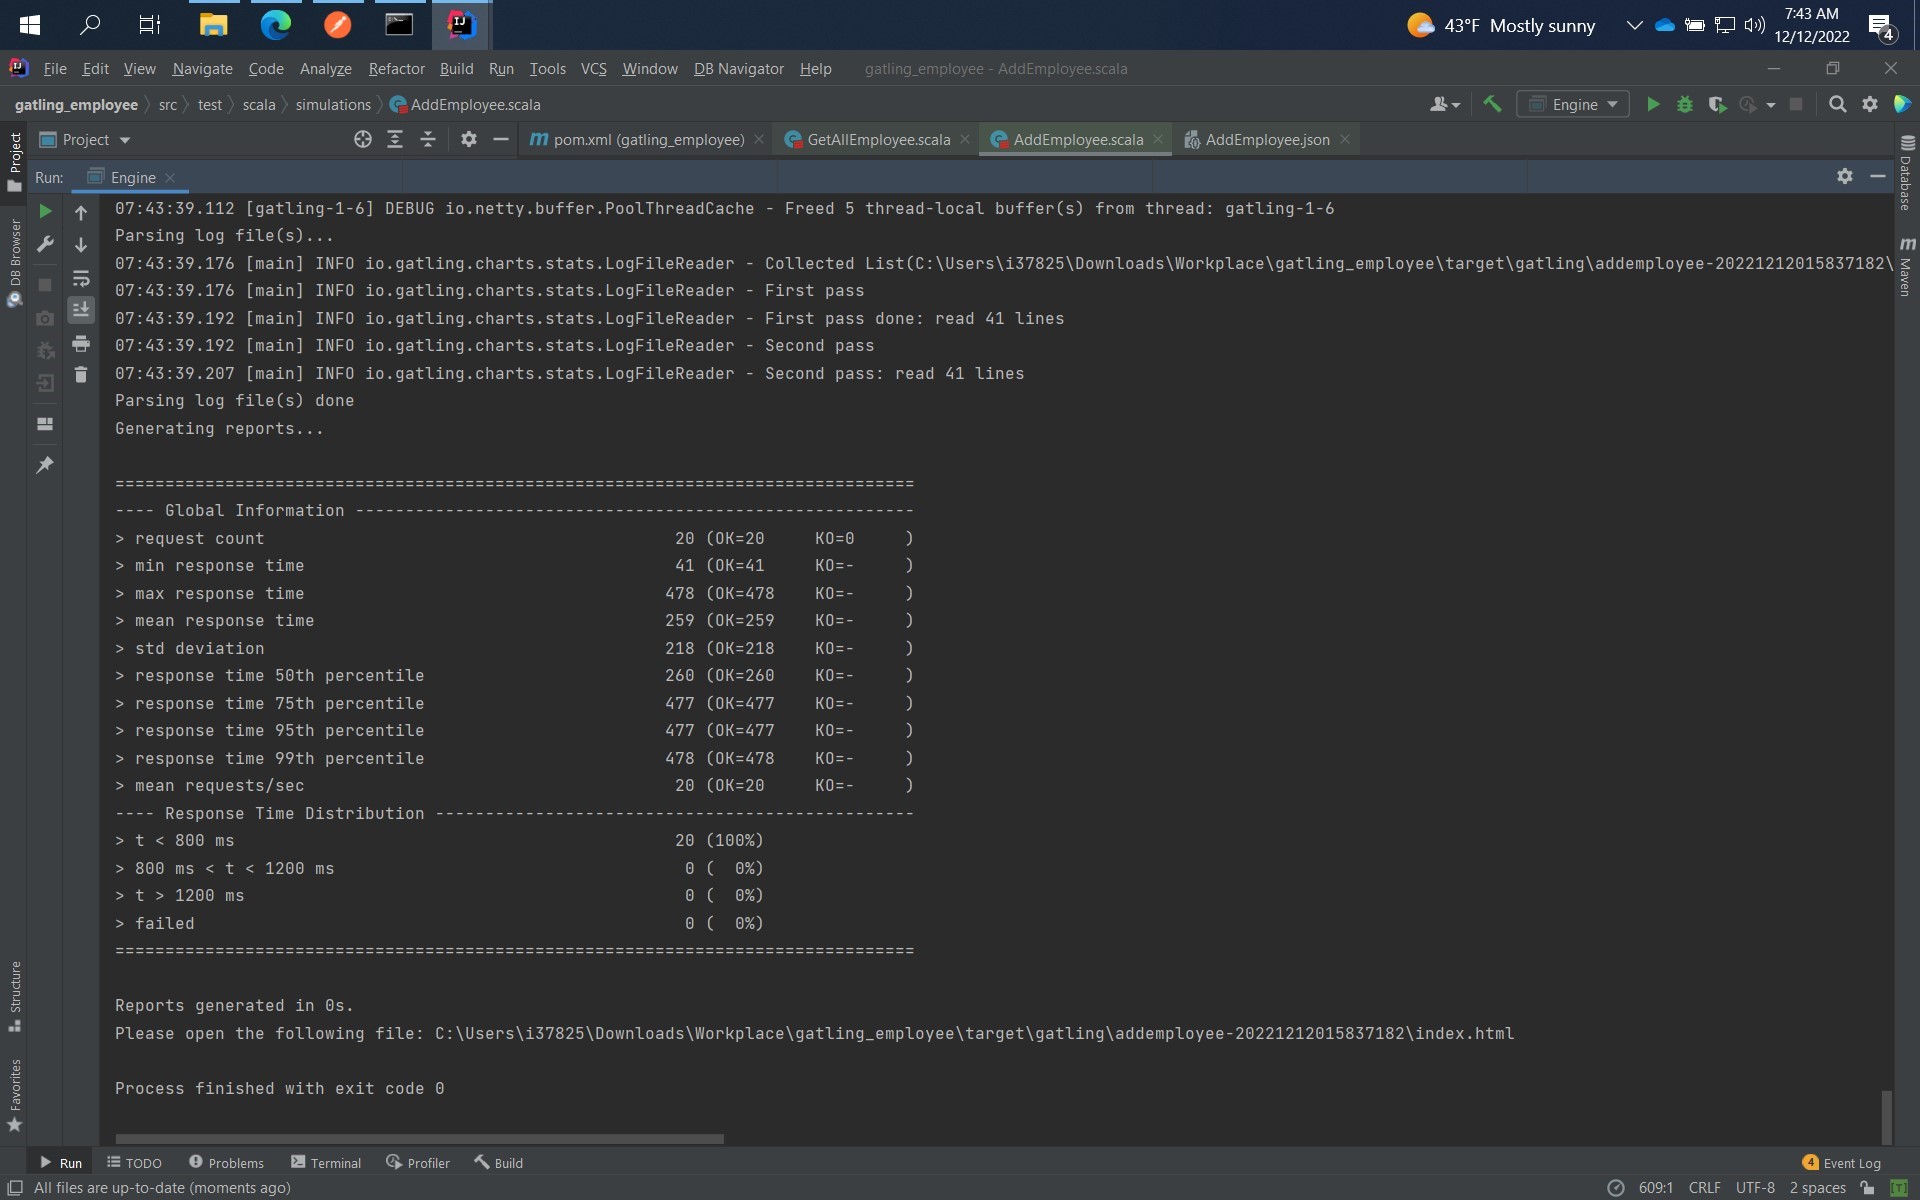 43°F Mostly sunny
7:43 AM
12/12/2022
4
File Edit View Navigate Code Analyze Refactor Build Run Tools VCS Window DB Navigator Help gatling_employee - AddEmployee.scala
gatling_employee src test scala simulations AddEmployee.scala Engine
Project pom.xml (gatling_employee) GetAllEmployee.scala AddEmployee.scala AddEmployee.json
Run: Engine
Project
DB Browser
Structure
Favorites
Database
Maven
07:43:39.112 [gatling-1-6] DEBUG io.netty.buffer.PoolThreadCache - Freed 5 thread-local buffer(s) from thread: gatling-1-6
Parsing log file(s)...
07:43:39.176 [main] INFO io.gatling.charts.stats.LogFileReader - Collected List(C:\Users\i37825\Downloads\Workplace\gatling_employee\target\gatling\addemployee-20221212015837182\
07:43:39.176 [main] INFO io.gatling.charts.stats.LogFileReader - First pass
07:43:39.192 [main] INFO io.gatling.charts.stats.LogFileReader - First pass done: read 41 lines
07:43:39.192 [main] INFO io.gatling.charts.stats.LogFileReader - Second pass
07:43:39.207 [main] INFO io.gatling.charts.stats.LogFileReader - Second pass: read 41 lines
Parsing log file(s) done
Generating reports...
================================================================================
---- Global Information --------------------------------------------------------
> request count 20 (OK=20 KO=0 )
> min response time 41 (OK=41 KO=- )
> max response time 478 (OK=478 KO=- )
> mean response time 259 (OK=259 KO=- )
> std deviation 218 (OK=218 KO=- )
> response time 50th percentile 260 (OK=260 KO=- )
> response time 75th percentile 477 (OK=477 KO=- )
> response time 95th percentile 477 (OK=477 KO=- )
> response time 99th percentile 478 (OK=478 KO=- )
> mean requests/sec 20 (OK=20 KO=- )
---- Response Time Distribution ------------------------------------------------
> t < 800 ms 20 (100%)
> 800 ms < t < 1200 ms 0 (  0%)
> t > 1200 ms 0 (  0%)
> failed 0 (  0%)
================================================================================
Reports generated in 0s.
Please open the following file: C:\Users\i37825\Downloads\Workplace\gatling_employee\target\gatling\addemployee-20221212015837182\index.html
Process finished with exit code 0
Run TODO Problems Terminal Profiler Build 4 Event Log
All files are up-to-date (moments ago) 609:1 CRLF UTF-8 2 spaces [T]